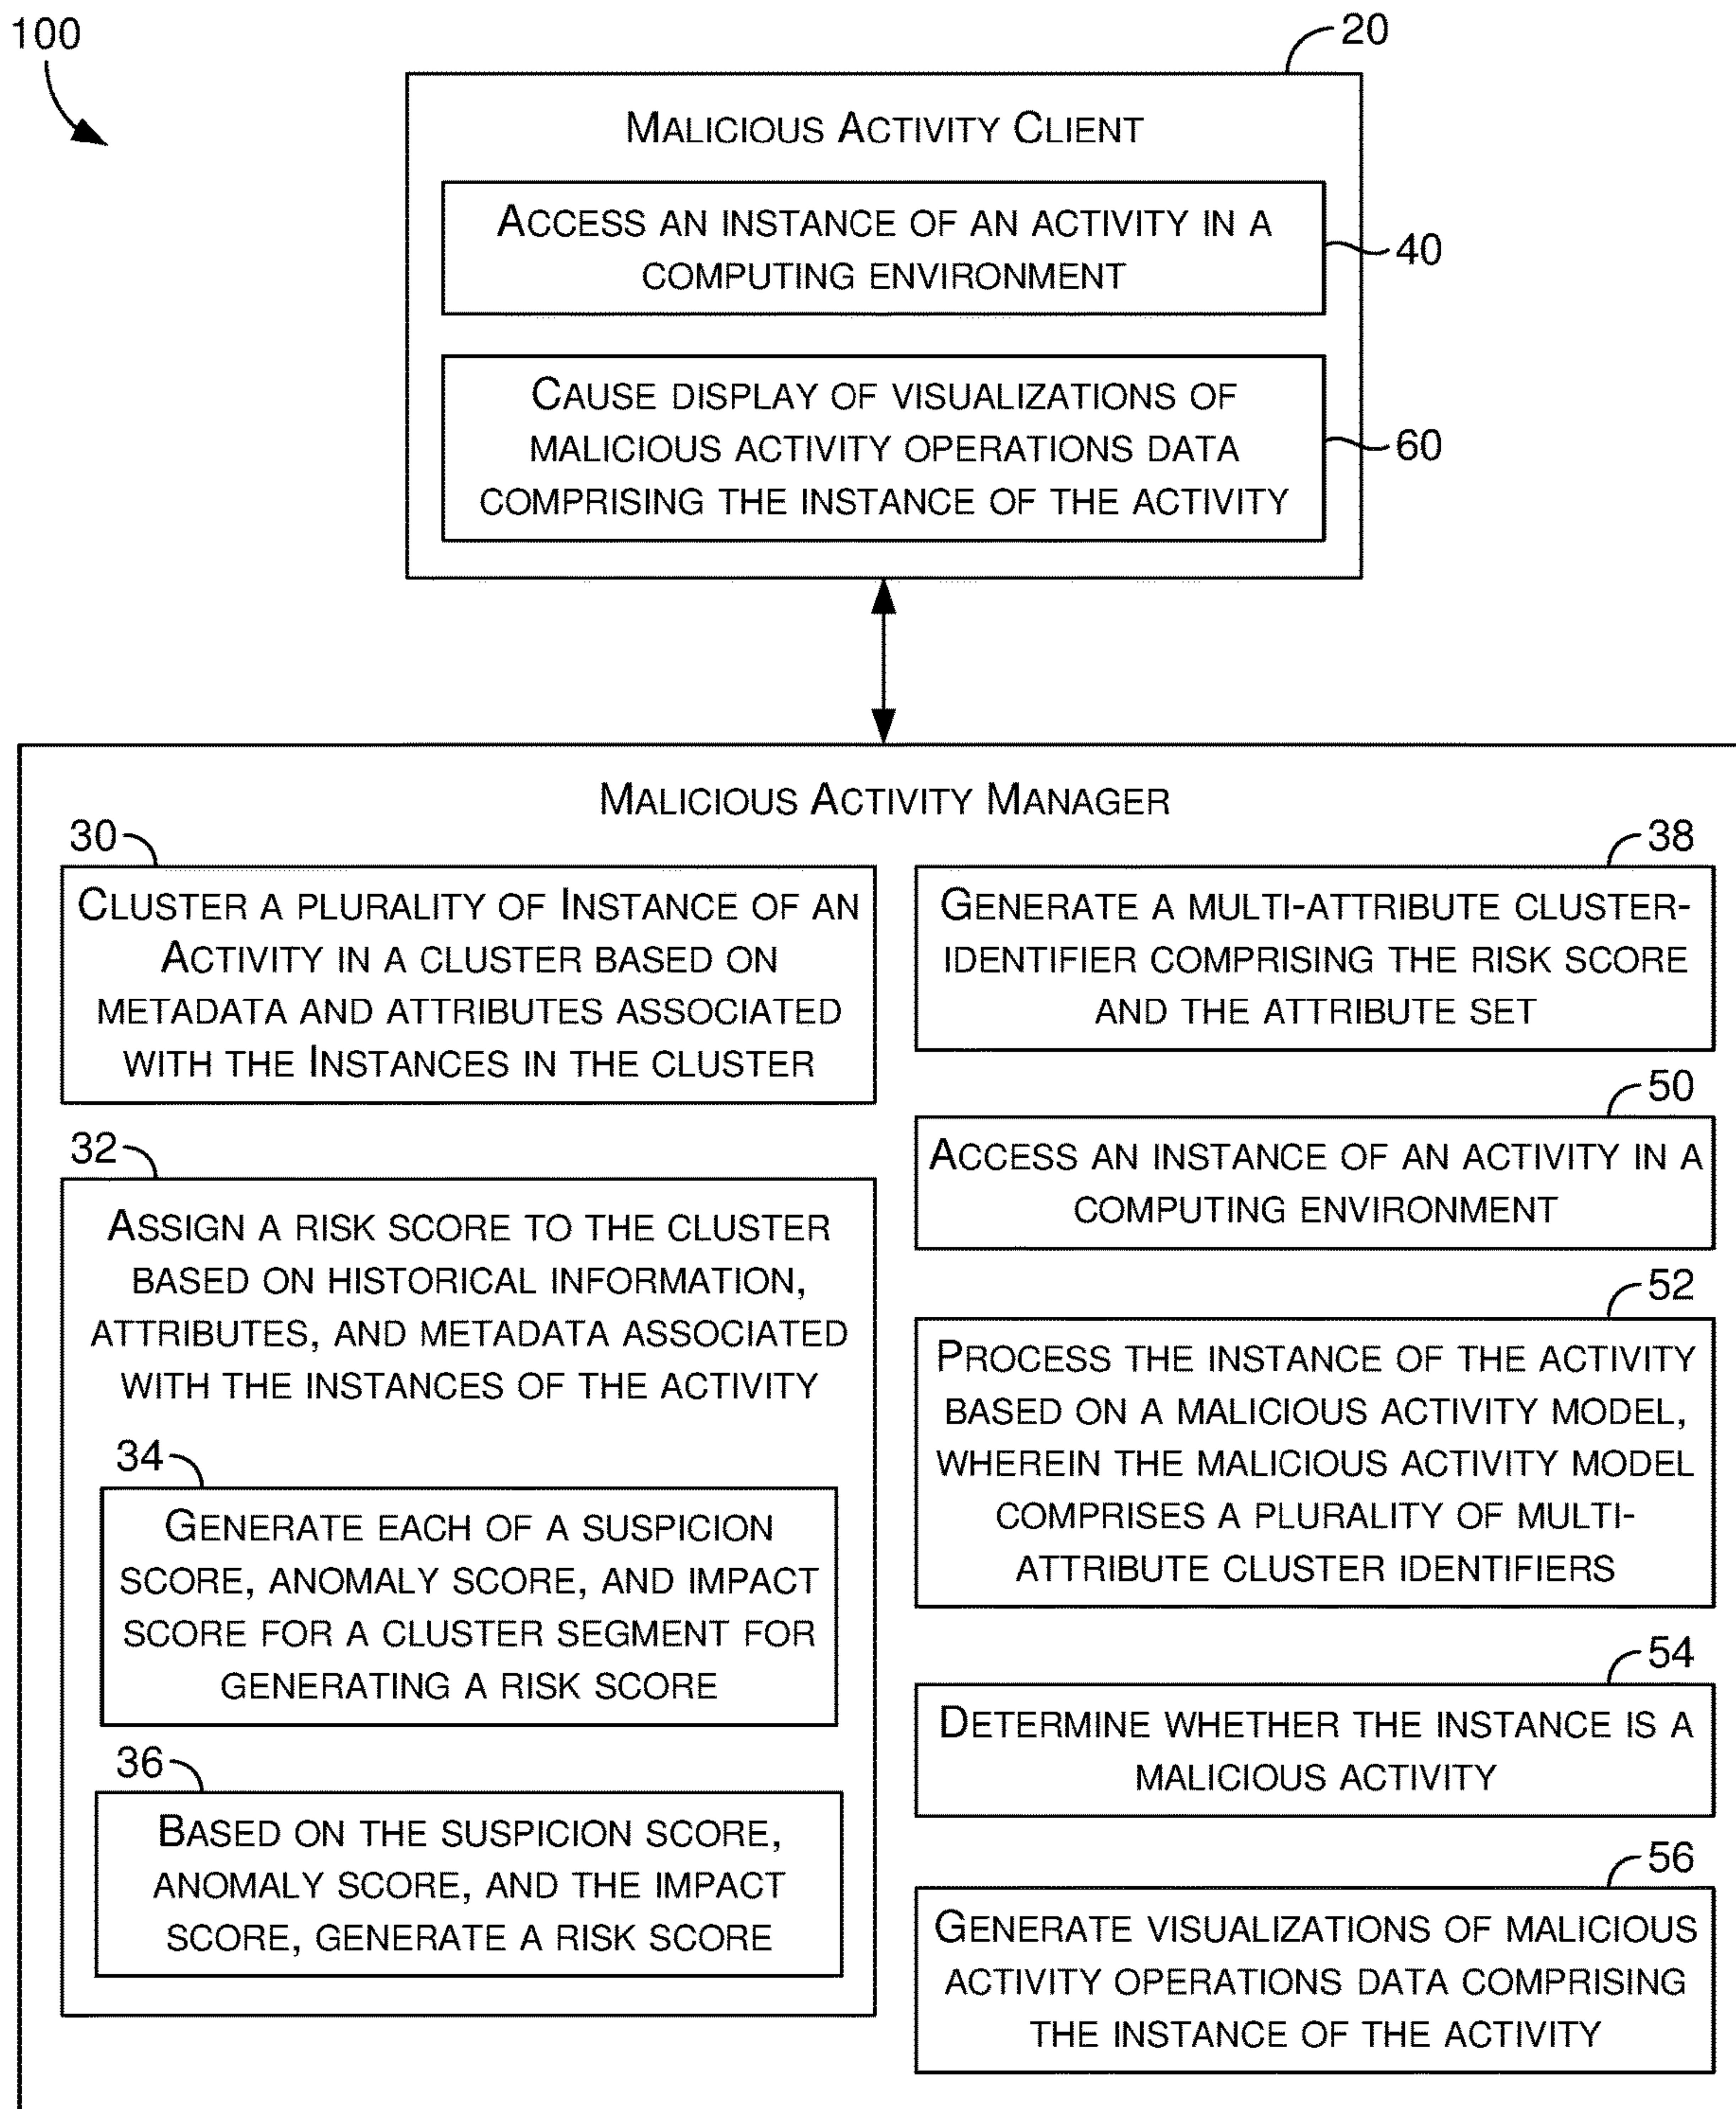 100
20
MALICIOUS ACTIVITY CLIENT
ACCESS AN INSTANCE OF AN ACTIVITY IN A
COMPUTING ENVIRONMENT
40
CAUSE DISPLAY OF VISUALIZATIONS OF
MALICIOUS ACTIVITY OPERATIONS DATA
COMPRISING THE INSTANCE OF THE ACTIVITY
60
MALICIOUS ACTIVITY MANAGER
30
CLUSTER A PLURALITY OF INSTANCE OF AN
ACTIVITY IN A CLUSTER BASED ON
METADATA AND ATTRIBUTES ASSOCIATED
WITH THE INSTANCES IN THE CLUSTER
32
ASSIGN A RISK SCORE TO THE CLUSTER
BASED ON HISTORICAL INFORMATION,
ATTRIBUTES, AND METADATA ASSOCIATED
WITH THE INSTANCES OF THE ACTIVITY
34
GENERATE EACH OF A SUSPICION
SCORE, ANOMALY SCORE, AND IMPACT
SCORE FOR A CLUSTER SEGMENT FOR
GENERATING A RISK SCORE
36
BASED ON THE SUSPICION SCORE,
ANOMALY SCORE, AND THE IMPACT
SCORE, GENERATE A RISK SCORE
38
GENERATE A MULTI-ATTRIBUTE CLUSTER-
IDENTIFIER COMPRISING THE RISK SCORE
AND THE ATTRIBUTE SET
50
ACCESS AN INSTANCE OF AN ACTIVITY IN A
COMPUTING ENVIRONMENT
52
PROCESS THE INSTANCE OF THE ACTIVITY
BASED ON A MALICIOUS ACTIVITY MODEL,
WHEREIN THE MALICIOUS ACTIVITY MODEL
COMPRISES A PLURALITY OF MULTI-
ATTRIBUTE CLUSTER IDENTIFIERS
54
DETERMINE WHETHER THE INSTANCE IS A
MALICIOUS ACTIVITY
56
GENERATE VISUALIZATIONS OF MALICIOUS
ACTIVITY OPERATIONS DATA COMPRISING
THE INSTANCE OF THE ACTIVITY